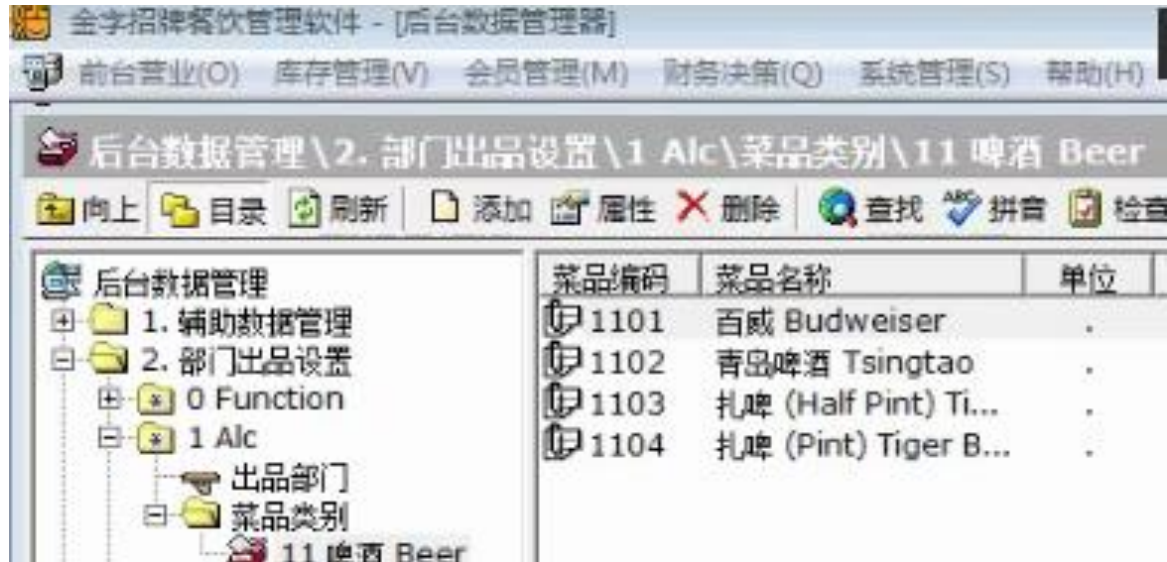 金字招牌餐饮管理软件 - [后台数据管理器]
前台营业(O) 库存管理(V) 会员管理(M) 财务决策(Q) 系统管理(S) 帮助(H)
后台数据管理\2. 部门出品设置\1 Alc\菜品类别\11 啤酒 Beer
向上 目录 刷新 添加 属性 删除 查找 拼音 检查
后台数据管理
1. 辅助数据管理
2. 部门出品设置
0 Function
1 Alc
出品部门
菜品类别
11 啤酒 Beer
菜品编码 菜品名称 单位
1101 百威 Budweiser .
1102 青岛啤酒 Tsingtao .
1103 扎啤 (Half Pint) Ti... .
1104 扎啤 (Pint) Tiger B... .